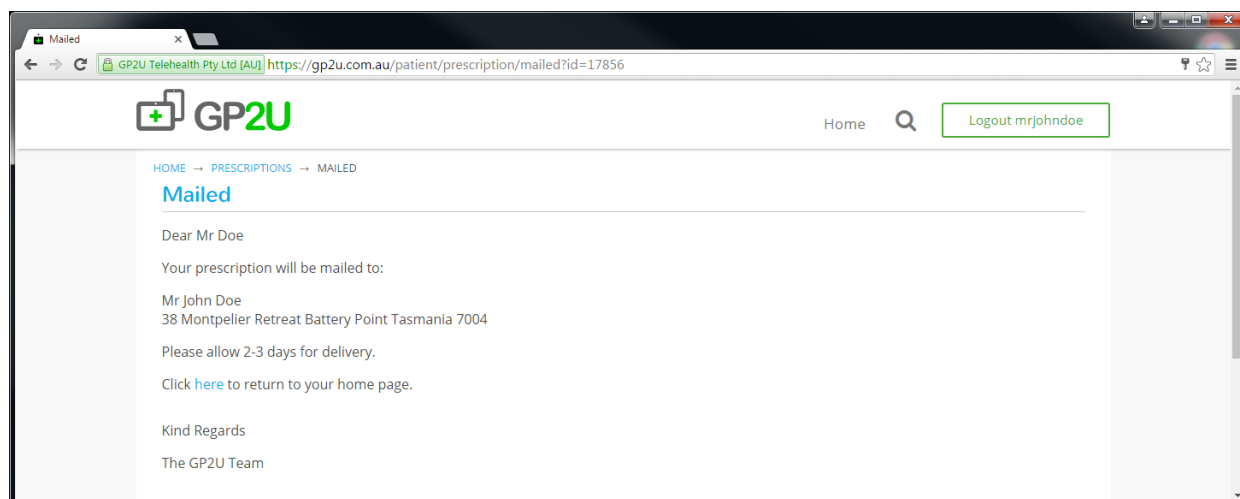 Mailed
GP2U Telehealth Pty Ltd [AU] https://gp2u.com.au/patient/prescription/mailed?id=17856
GP2U
Home
Logout mrjohndoe
HOME → PRESCRIPTIONS → MAILED
Mailed
Dear Mr Doe
Your prescription will be mailed to:
Mr John Doe
38 Montpelier Retreat Battery Point Tasmania 7004
Please allow 2-3 days for delivery.
Click here to return to your home page.
Kind Regards
The GP2U Team